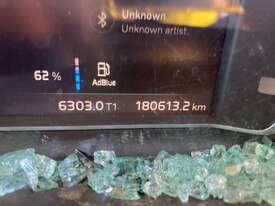 Unknown
Unknown artist.
62 %
AdBlue
6303.0 T1 180613.2 km